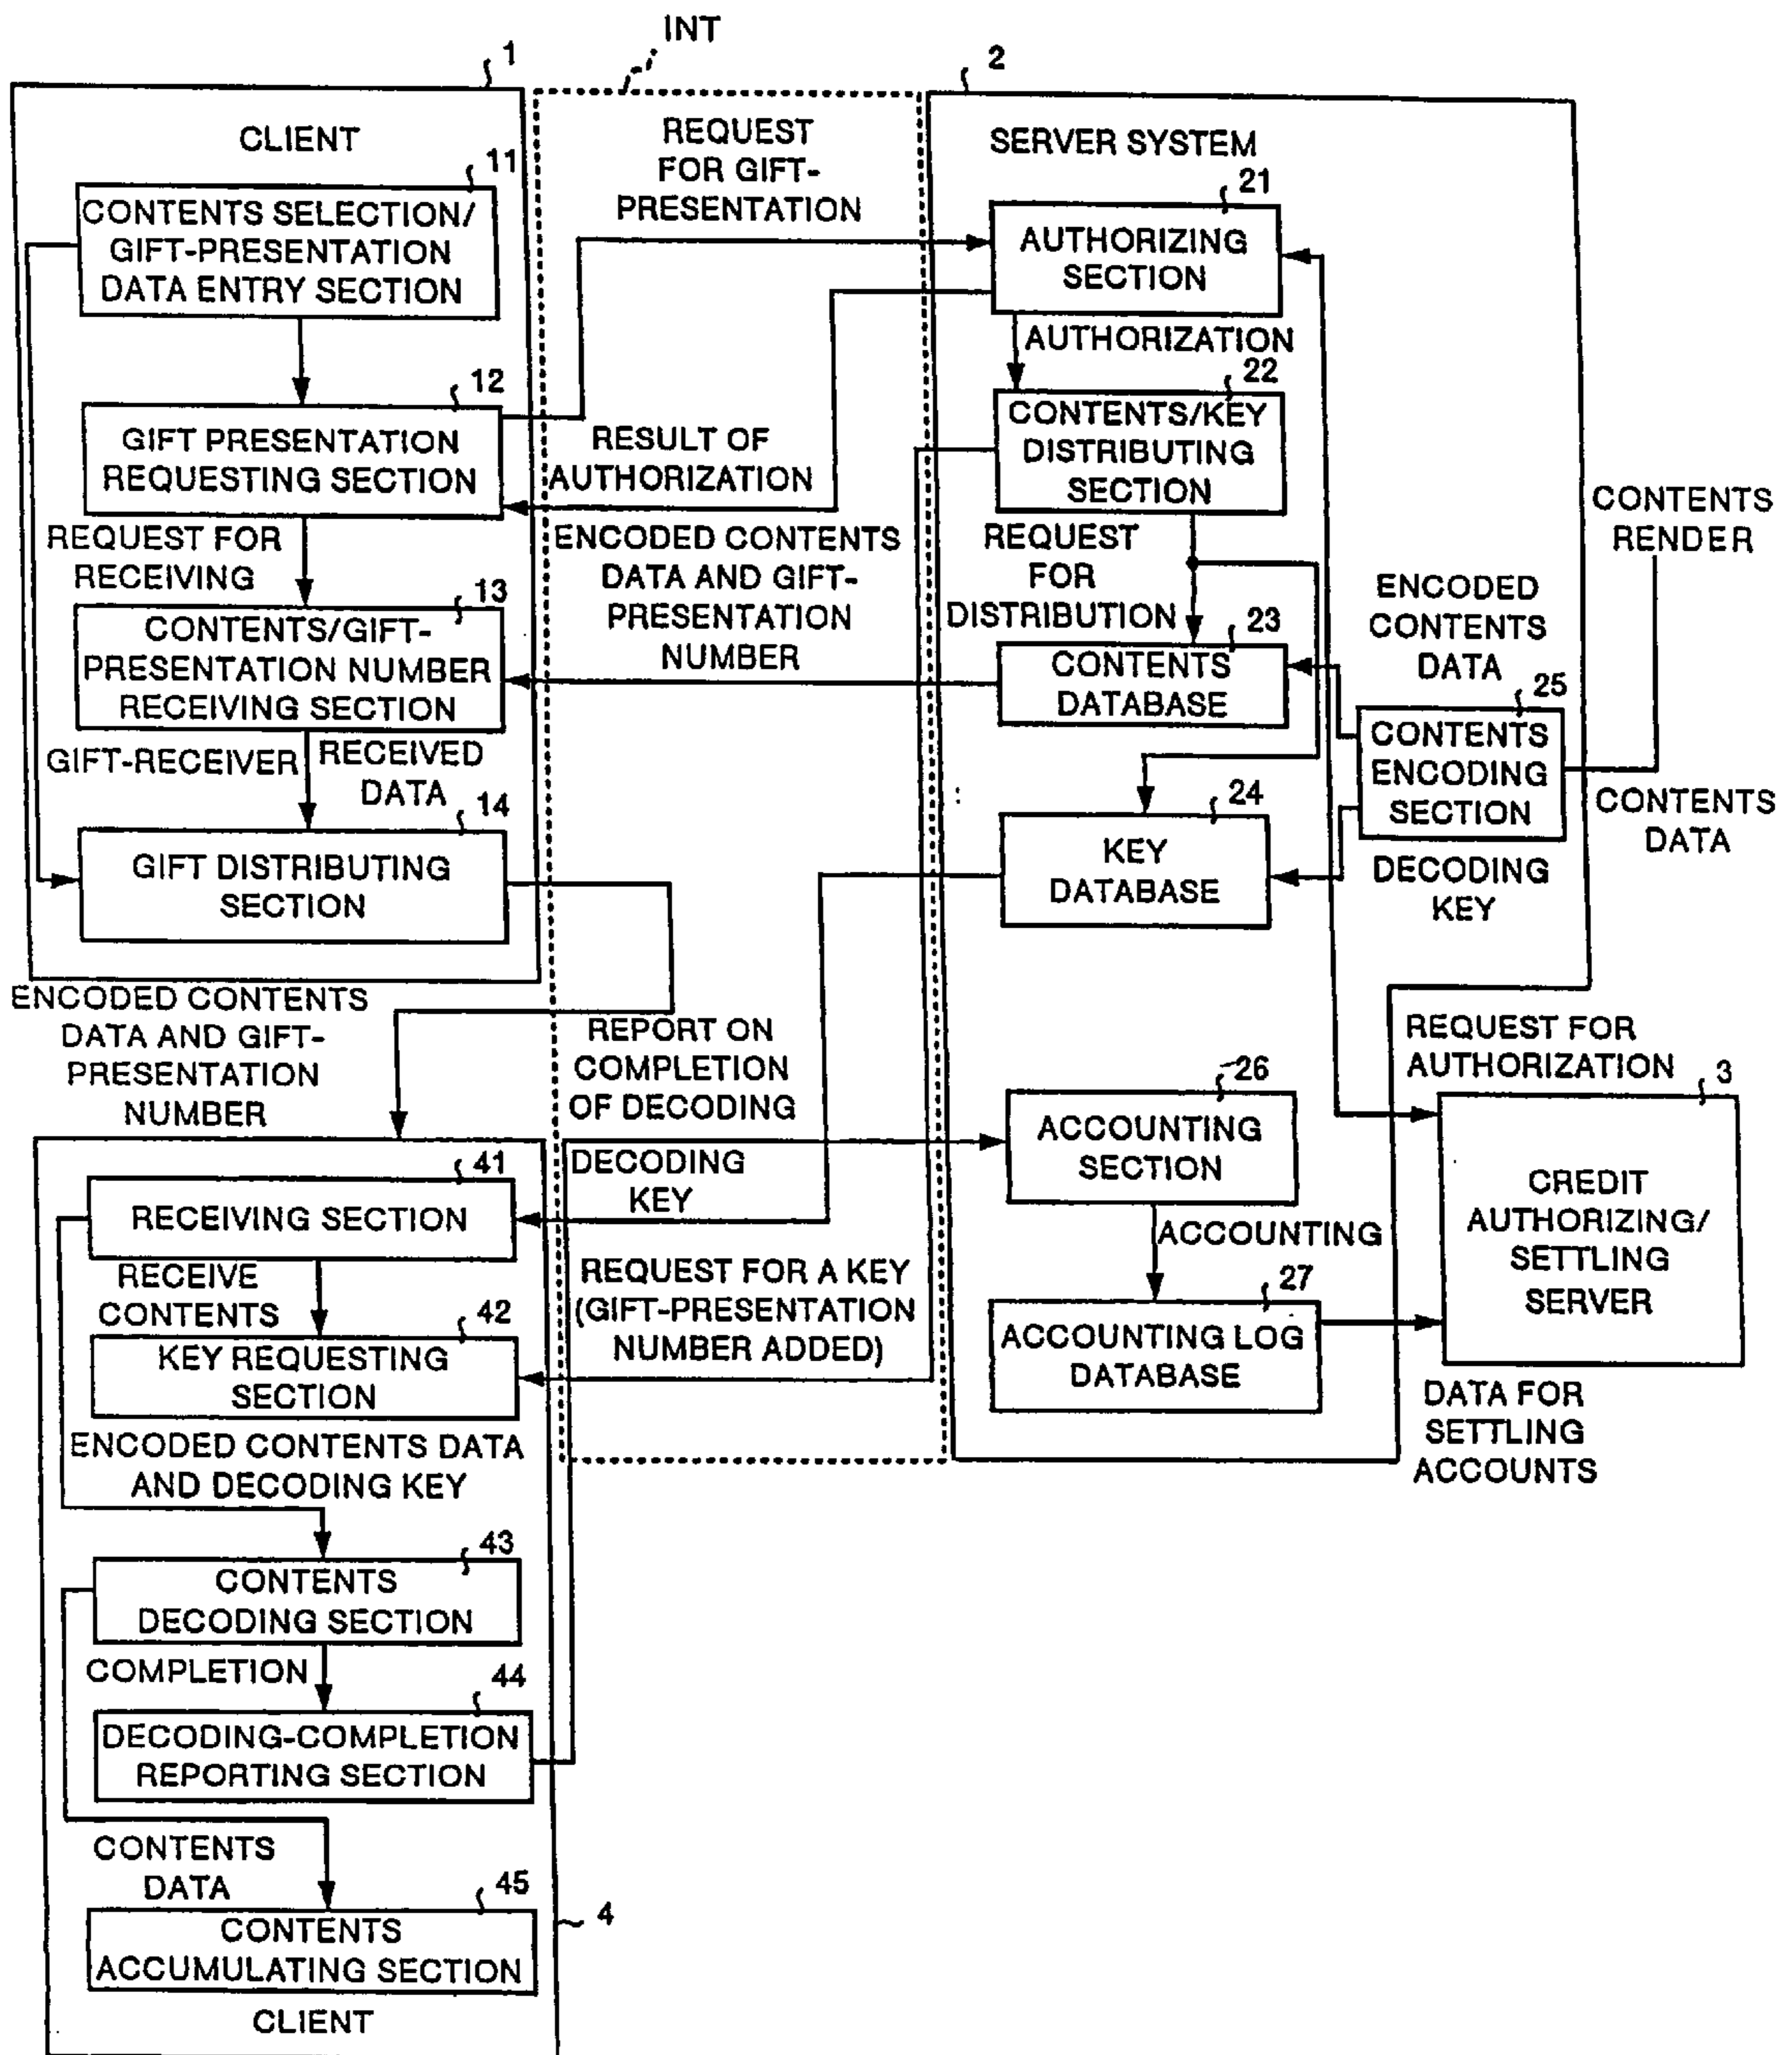 INT
1
2
CLIENT
11
CONTENTS SELECTION/
GIFT-PRESENTATION
DATA ENTRY SECTION
12
GIFT PRESENTATION
REQUESTING SECTION
REQUEST FOR
RECEIVING
13
CONTENTS/GIFT-
PRESENTATION NUMBER
RECEIVING SECTION
GIFT-RECEIVER
RECEIVED
DATA
14
GIFT DISTRIBUTING
SECTION
REQUEST
FOR GIFT-
PRESENTATION
RESULT OF
AUTHORIZATION
ENCODED CONTENTS
DATA AND GIFT-
PRESENTATION
NUMBER
SERVER SYSTEM
21
AUTHORIZING
SECTION
AUTHORIZATION
22
CONTENTS/KEY
DISTRIBUTING
SECTION
REQUEST
FOR
DISTRIBUTION
23
CONTENTS
DATABASE
24
KEY
DATABASE
ENCODED
CONTENTS
DATA
25
CONTENTS
ENCODING
SECTION
DECODING
KEY
CONTENTS
RENDER
CONTENTS
DATA
ENCODED CONTENTS
DATA AND GIFT-
PRESENTATION
NUMBER
REPORT ON
COMPLETION
OF DECODING
DECODING
KEY
REQUEST FOR A KEY
(GIFT-PRESENTATION
NUMBER ADDED)
26
ACCOUNTING
SECTION
ACCOUNTING
27
ACCOUNTING LOG
DATABASE
REQUEST FOR
AUTHORIZATION
3
CREDIT
AUTHORIZING/
SETTLING
SERVER
DATA FOR
SETTLING
ACCOUNTS
41
RECEIVING SECTION
RECEIVE
CONTENTS
42
KEY REQUESTING
SECTION
ENCODED CONTENTS DATA
AND DECODING KEY
43
CONTENTS
DECODING SECTION
COMPLETION
44
DECODING-COMPLETION
REPORTING SECTION
CONTENTS
DATA
45
CONTENTS
ACCUMULATING SECTION
4
CLIENT